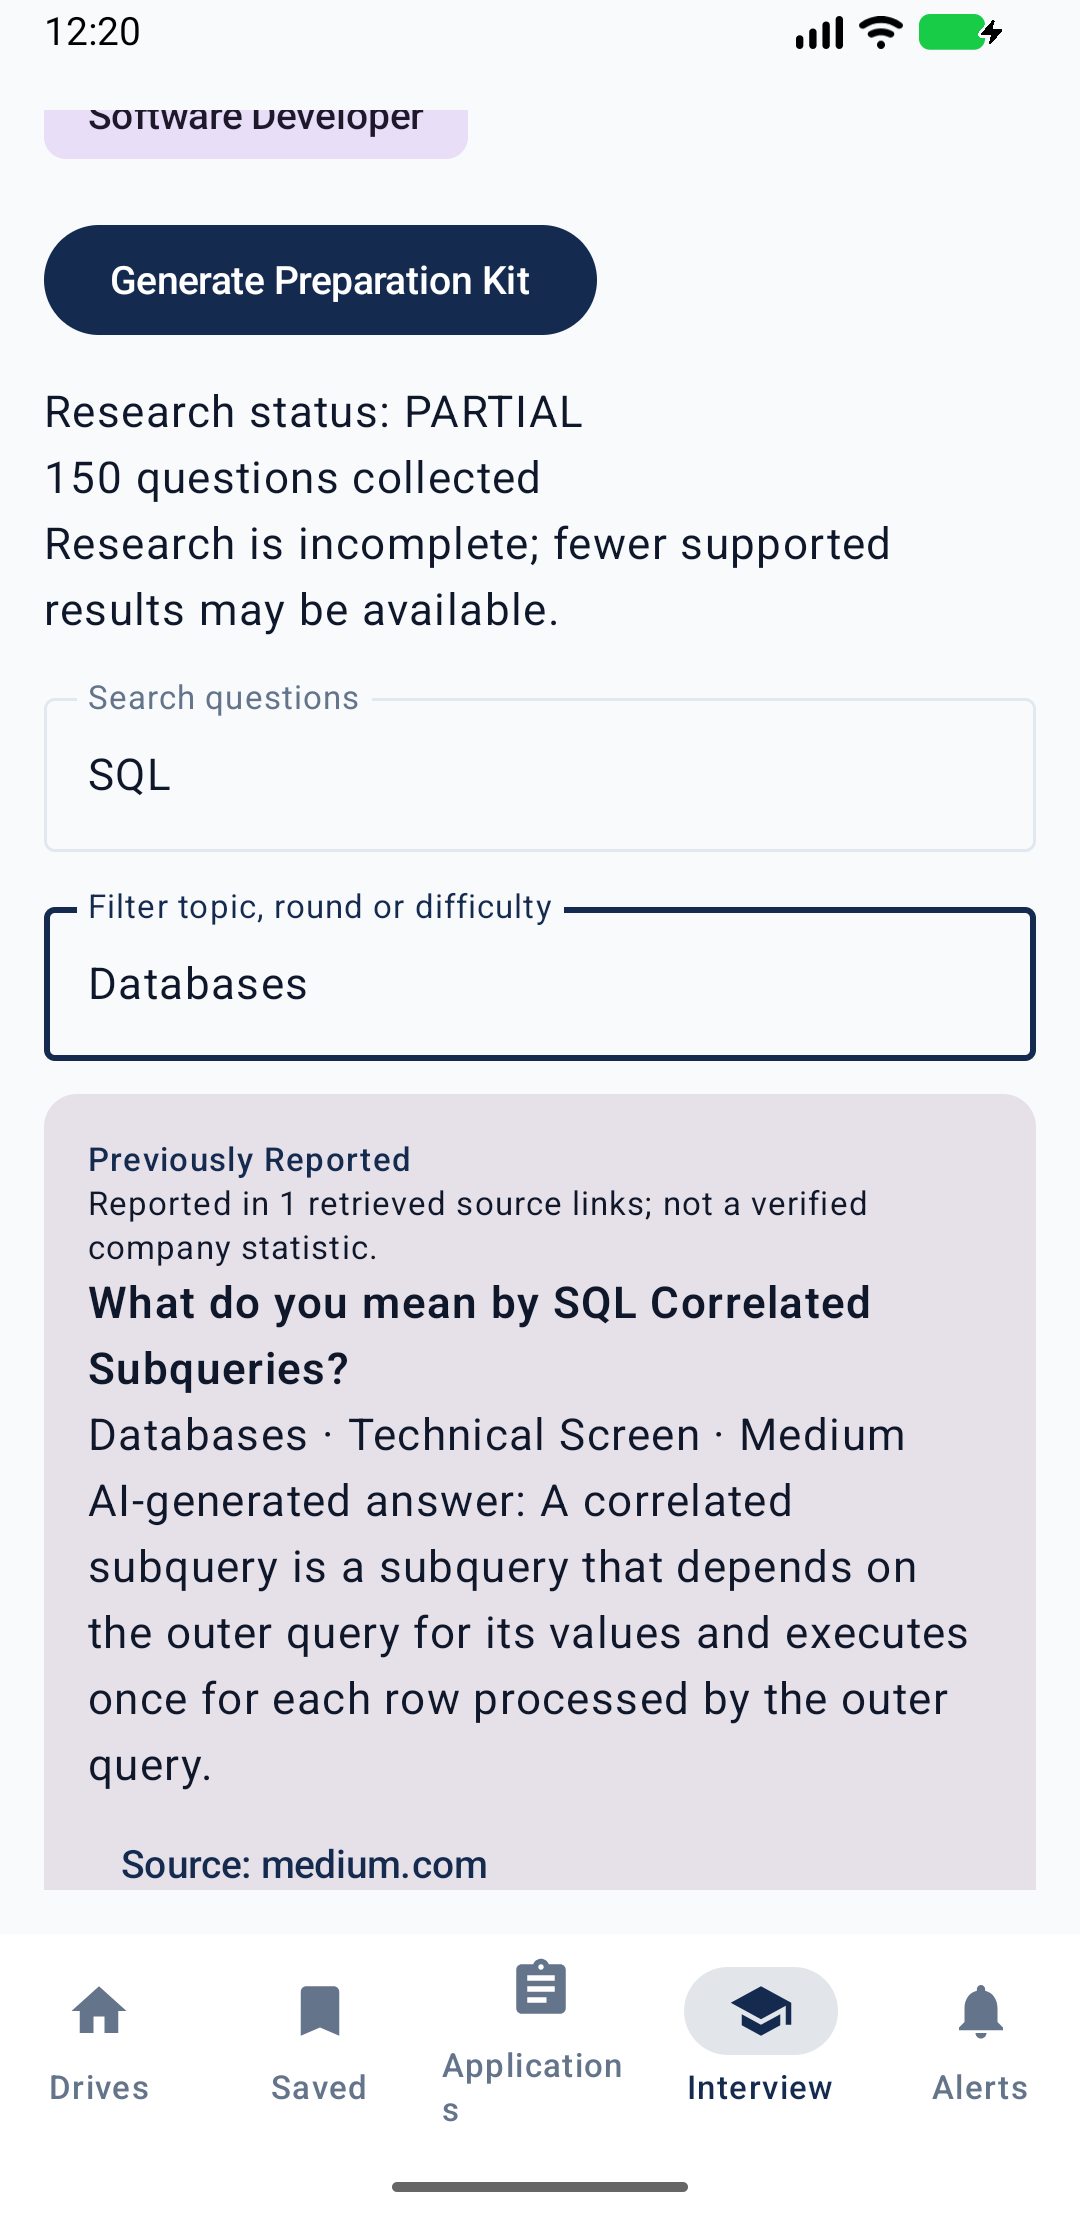 12:20
Software Developer
Generate Preparation Kit
Research status: PARTIAL
150 questions collected
Research is incomplete; fewer supported
results may be available.
Search questions
SQL
Filter topic, round or difficulty
Databases
Previously Reported
Reported in 1 retrieved source links; not a verified
company statistic.
What do you mean by SQL Correlated
Subqueries?
Databases · Technical Screen · Medium
AI-generated answer: A correlated
subquery is a subquery that depends on
the outer query for its values and executes
once for each row processed by the outer
query.
Source: medium.com
Drives
Saved
Application
s
Interview
Alerts